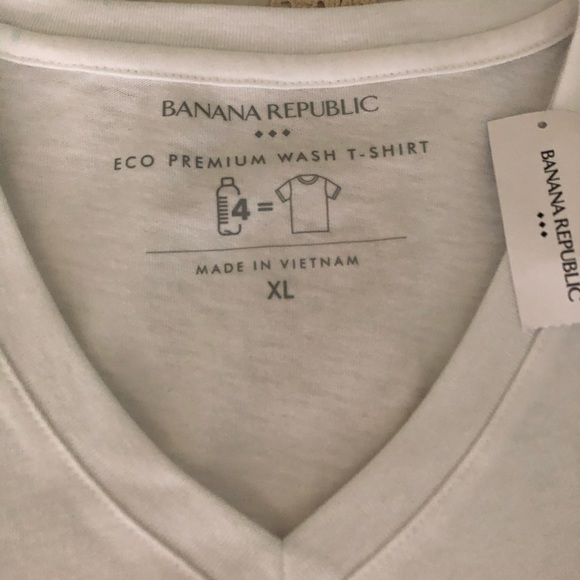 BANANA REPUBLIC
ECO PREMIUM WASH T-SHIRT
4 =
MADE IN VIETNAM
XL
BANANA REPUBLIC